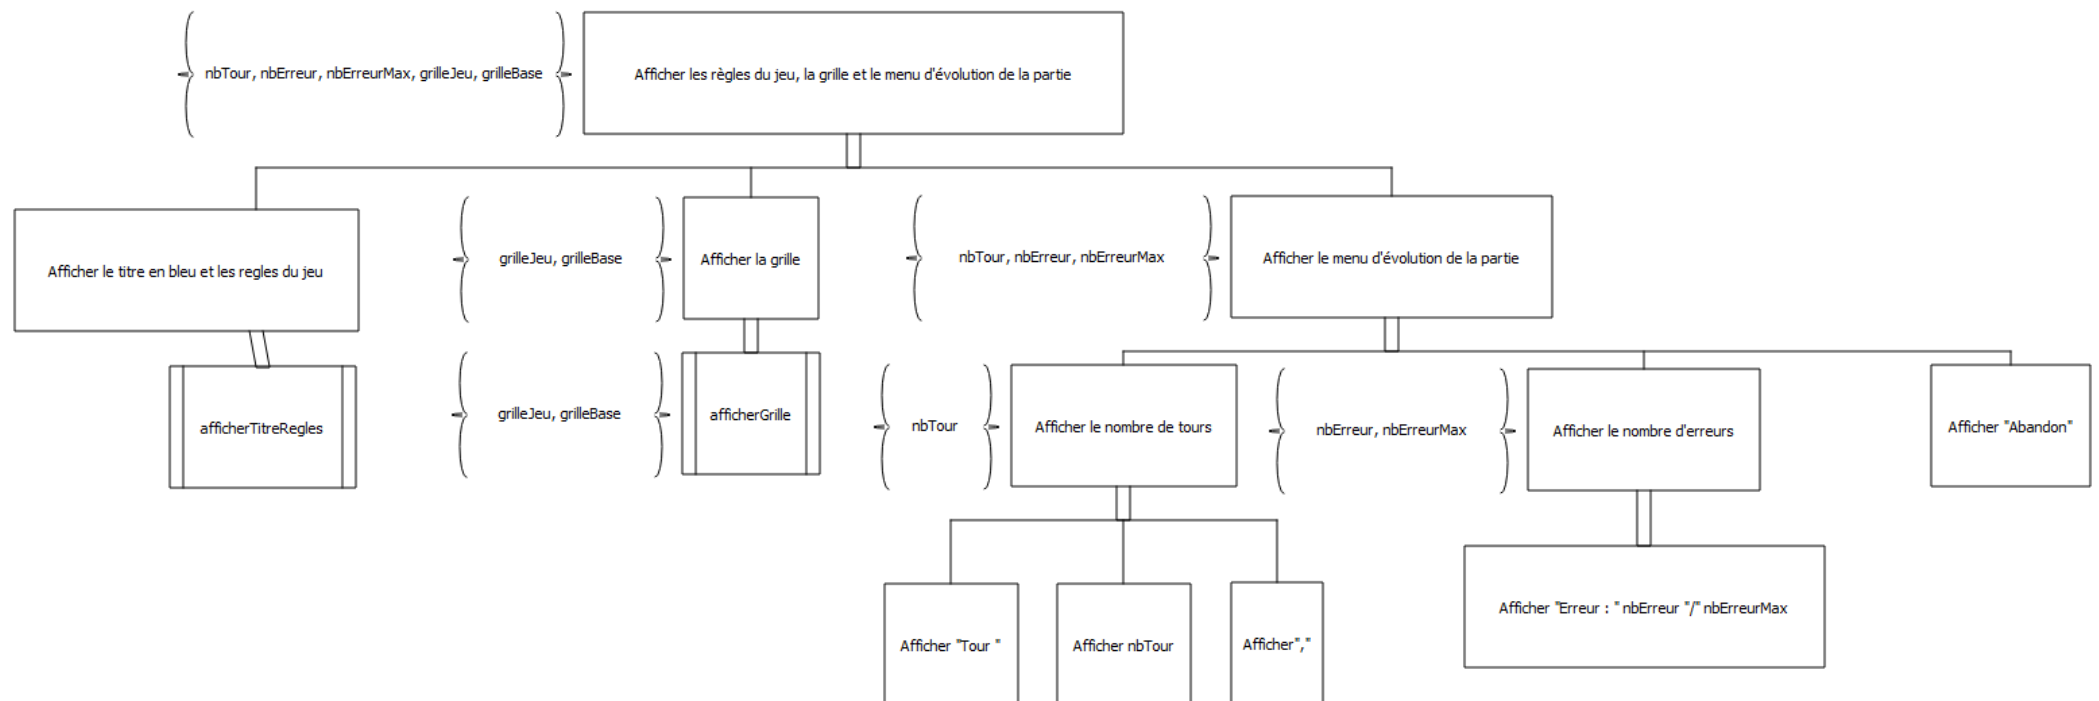 nbTour, nbErreur, nbErreurMax, grilleJeu, grilleBase
Afficher les règles du jeu, la grille et le menu d'évolution de la partie
Afficher le titre en bleu et les regles du jeu
grilleJeu, grilleBase
Afficher la grille
nbTour, nbErreur, nbErreurMax
Afficher le menu d'évolution de la partie
afficherTitreRegles
grilleJeu, grilleBase
afficherGrille
nbTour
Afficher le nombre de tours
nbErreur, nbErreurMax
Afficher le nombre d'erreurs
Afficher "Abandon"
Afficher "Tour "
Afficher nbTour
Afficher","
Afficher "Erreur : " nbErreur "/" nbErreurMax